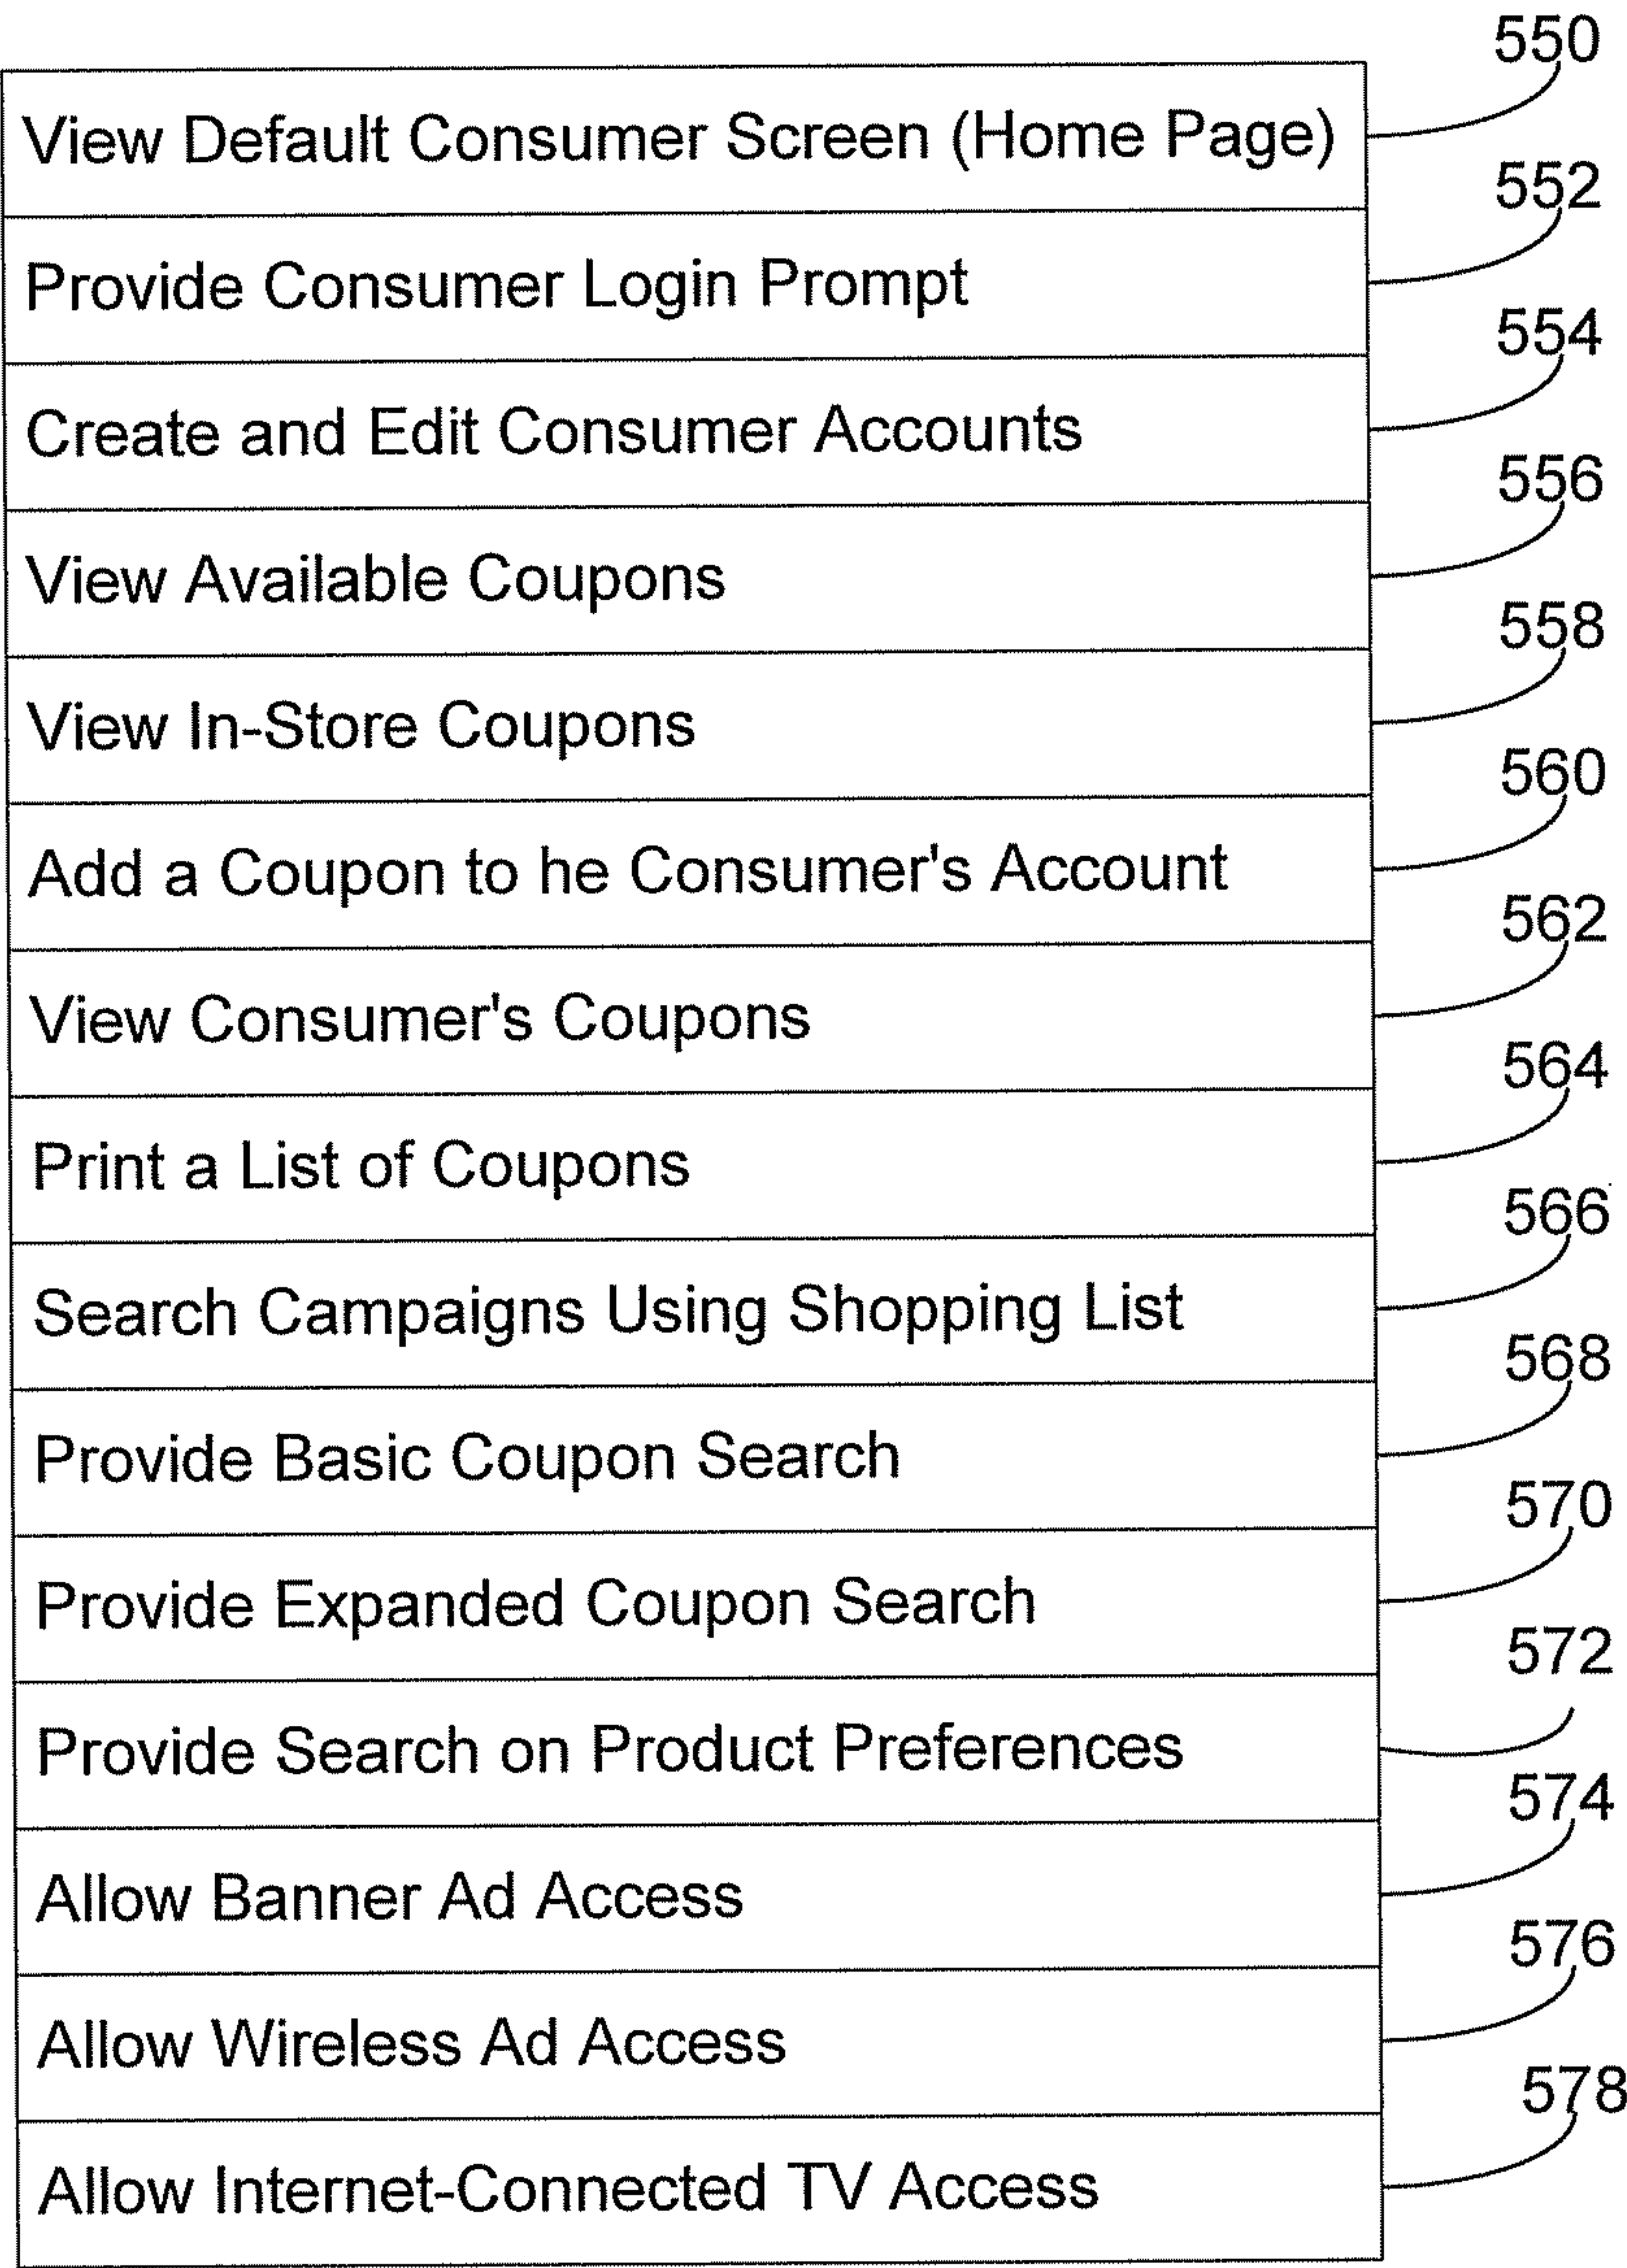 550
View Default Consumer Screen (Home Page)
552
Provide Consumer Login Prompt
554
Create and Edit Consumer Accounts
556
View Available Coupons
558
View In-Store Coupons
560
Add a Coupon to he Consumer's Account
562
View Consumer's Coupons
564
Print a List of Coupons
566
Search Campaigns Using Shopping List
568
Provide Basic Coupon Search
570
Provide Expanded Coupon Search
572
Provide Search on Product Preferences
574
Allow Banner Ad Access
576
Allow Wireless Ad Access
578
Allow Internet-Connected TV Access